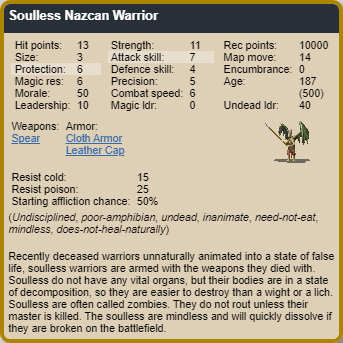 Soulless Nazcan Warrior
Hit points: 13 Strength: 11 Rec points: 10000
Size: 3 Attack skill: 7 Map move: 14
Protection: 6 Defence skill: 4 Encumbrance: 0
Magic res: 6 Precision: 5 Age: 187
Morale: 50 Combat speed: 6 (500)
Leadership: 10 Magic ldr: 0 Undead ldr: 40
Weapons: Armor:
Spear Cloth Armor
Leather Cap
Resist cold: 15
Resist poison: 25
Starting affliction chance: 50%
(Undisciplined, poor-amphibian, undead, inanimate, need-not-eat,
mindless, does-not-heal-naturally)
Recently deceased warriors unnaturally animated into a state of false
life, soulless warriors are armed with the weapons they died with.
Soulless do not have any vital organs, but their bodies are in a state
of decomposition, so they are easier to destroy than a wight or a lich.
Soulless are often called zombies. They do not rout unless their
master is killed. The soulless are mindless and will quickly dissolve if
they are broken on the battlefield.